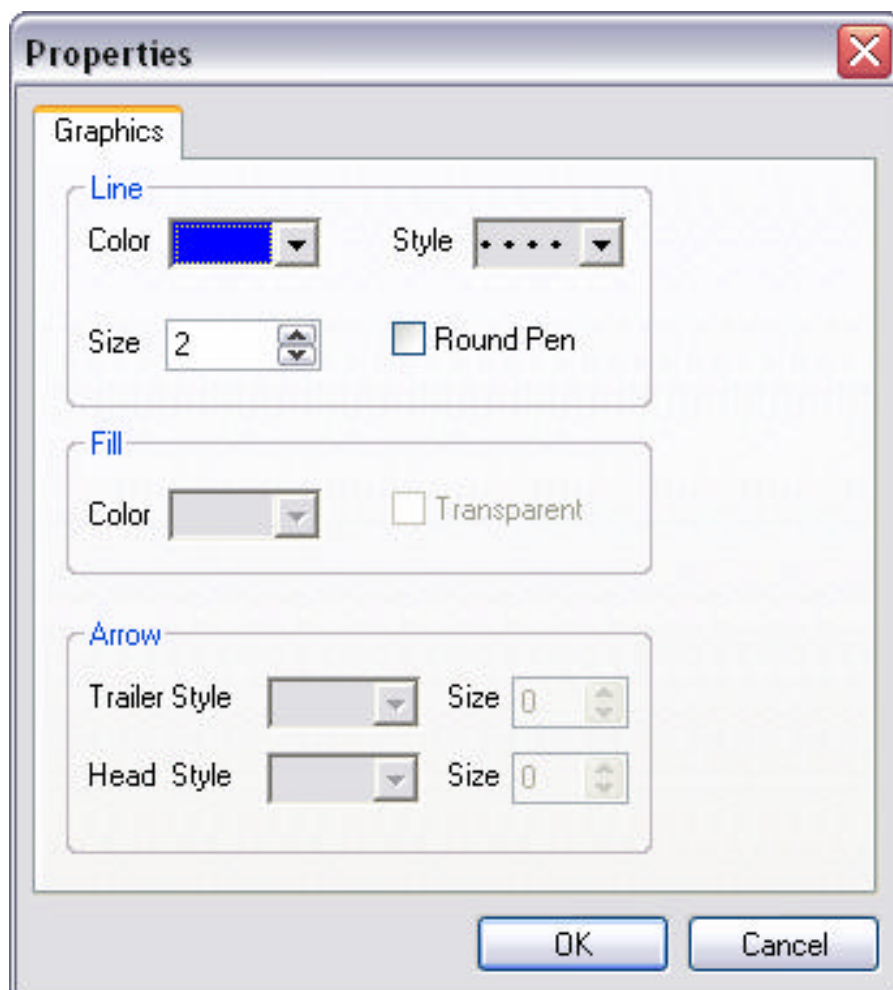 Properties
Graphics
Line
Color
Style
Size 2
Round Pen
Fill
Color
Transparent
Arrow
Trailer Style
Size 0
Head Style
Size 0
OK
Cancel